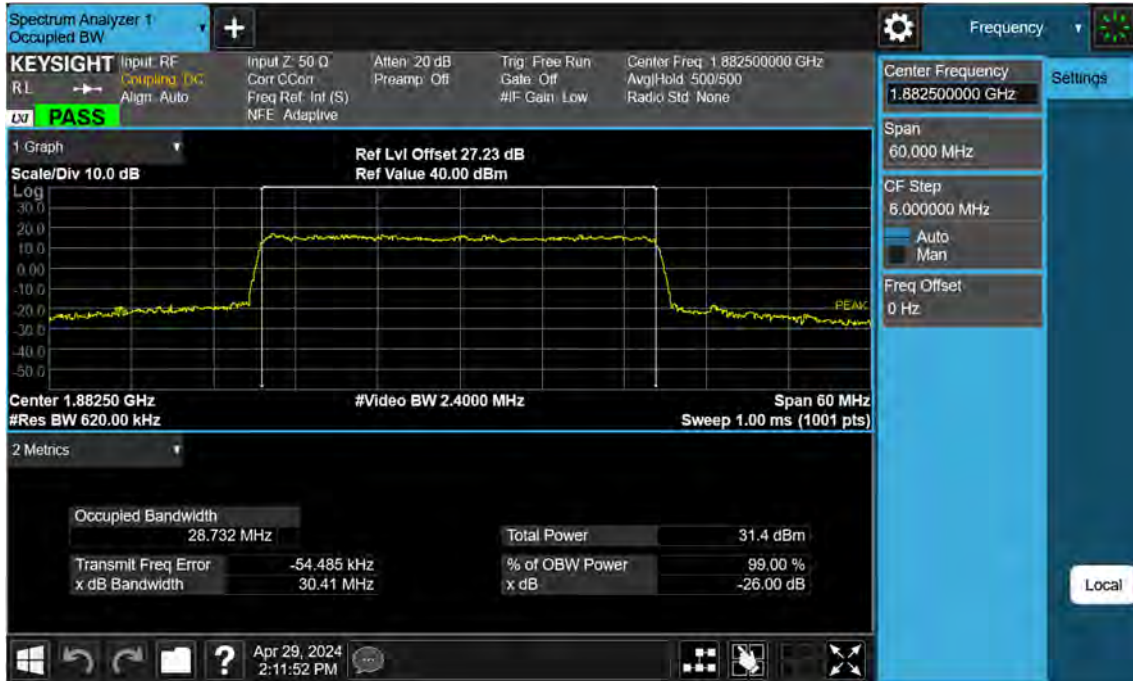 Spectrum Analyzer 1
Occupied BW
+
Frequency
KEYSIGHT
RL
PASS
Input: RF
Coupling: DC
Align: Auto
Input Z: 50 Ω
Corr CCorr
Freq Ref: Int (S)
NFE: Adaptive
Atten: 20 dB
Preamp: Off
Trig: Free Run
Gate: Off
#IF Gain: Low
Center Freq: 1.882500000 GHz
Avg|Hold: 500/500
Radio Std: None
1 Graph
Scale/Div 10.0 dB
Ref Lvl Offset 27.23 dB
Ref Value 40.00 dBm
Log
30.0
20.0
10.0
0.00
-10.0
-20.0
-30.0
-40.0
-50.0
PEAK
Center 1.88250 GHz
#Video BW 2.4000 MHz
Span 60 MHz
#Res BW 620.00 kHz
Sweep 1.00 ms (1001 pts)
2 Metrics
Occupied Bandwidth
28.732 MHz
Total Power 31.4 dBm
Transmit Freq Error -54.485 kHz
% of OBW Power 99.00 %
x dB Bandwidth 30.41 MHz
x dB -26.00 dB
Center Frequency
1.882500000 GHz
Settings
Span
60.000 MHz
CF Step
6.000000 MHz
Auto
Man
Freq Offset
0 Hz
Local
?
Apr 29, 2024
2:11:52 PM